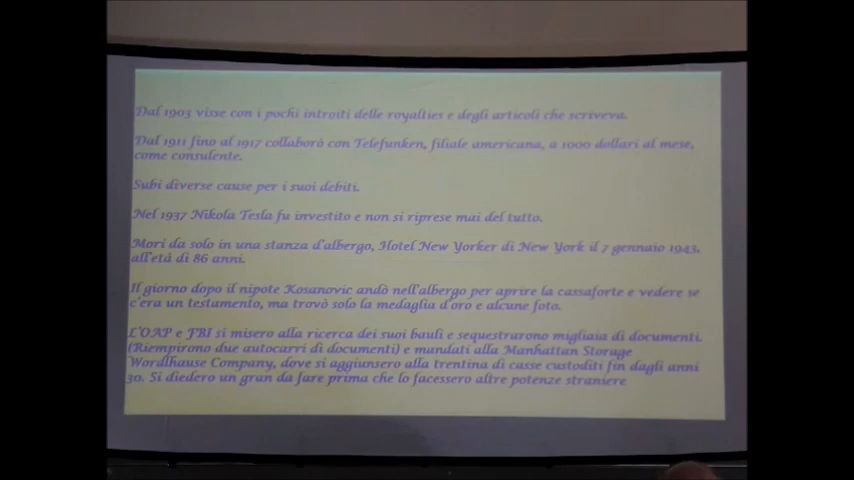 Dal 1903 visse con i pochi introiti delle royalties e degli articoli che scriveva.
Dal 1911 fino al 1917 collaborò con Telefunken, filiale americana, a 1000 dollari al mese,
come consulente.
Subì diverse cause per i suoi debiti.
Nel 1937 Nikola Tesla fu investito e non si riprese mai del tutto.
Morì da solo in una stanza d'albergo, Hotel New Yorker di New York il 7 gennaio 1943,
all'età di 86 anni.
Il giorno dopo il nipote Kosanovic andò nell'albergo per aprire la cassaforte e vedere se
c'era un testamento, ma trovò solo la medaglia d'oro e alcune foto.
L'OAP e FBI si misero alla ricerca dei suoi bauli e sequestrarono migliaia di documenti.
(Riempirono due autocarri di documenti) e mandati alla Manhattan Storage
Wordlhause Company, dove si aggiunsero alla trentina di casse custoditi fin dagli anni
30. Si diedero un gran da fare prima che lo facessero altre potenze straniere